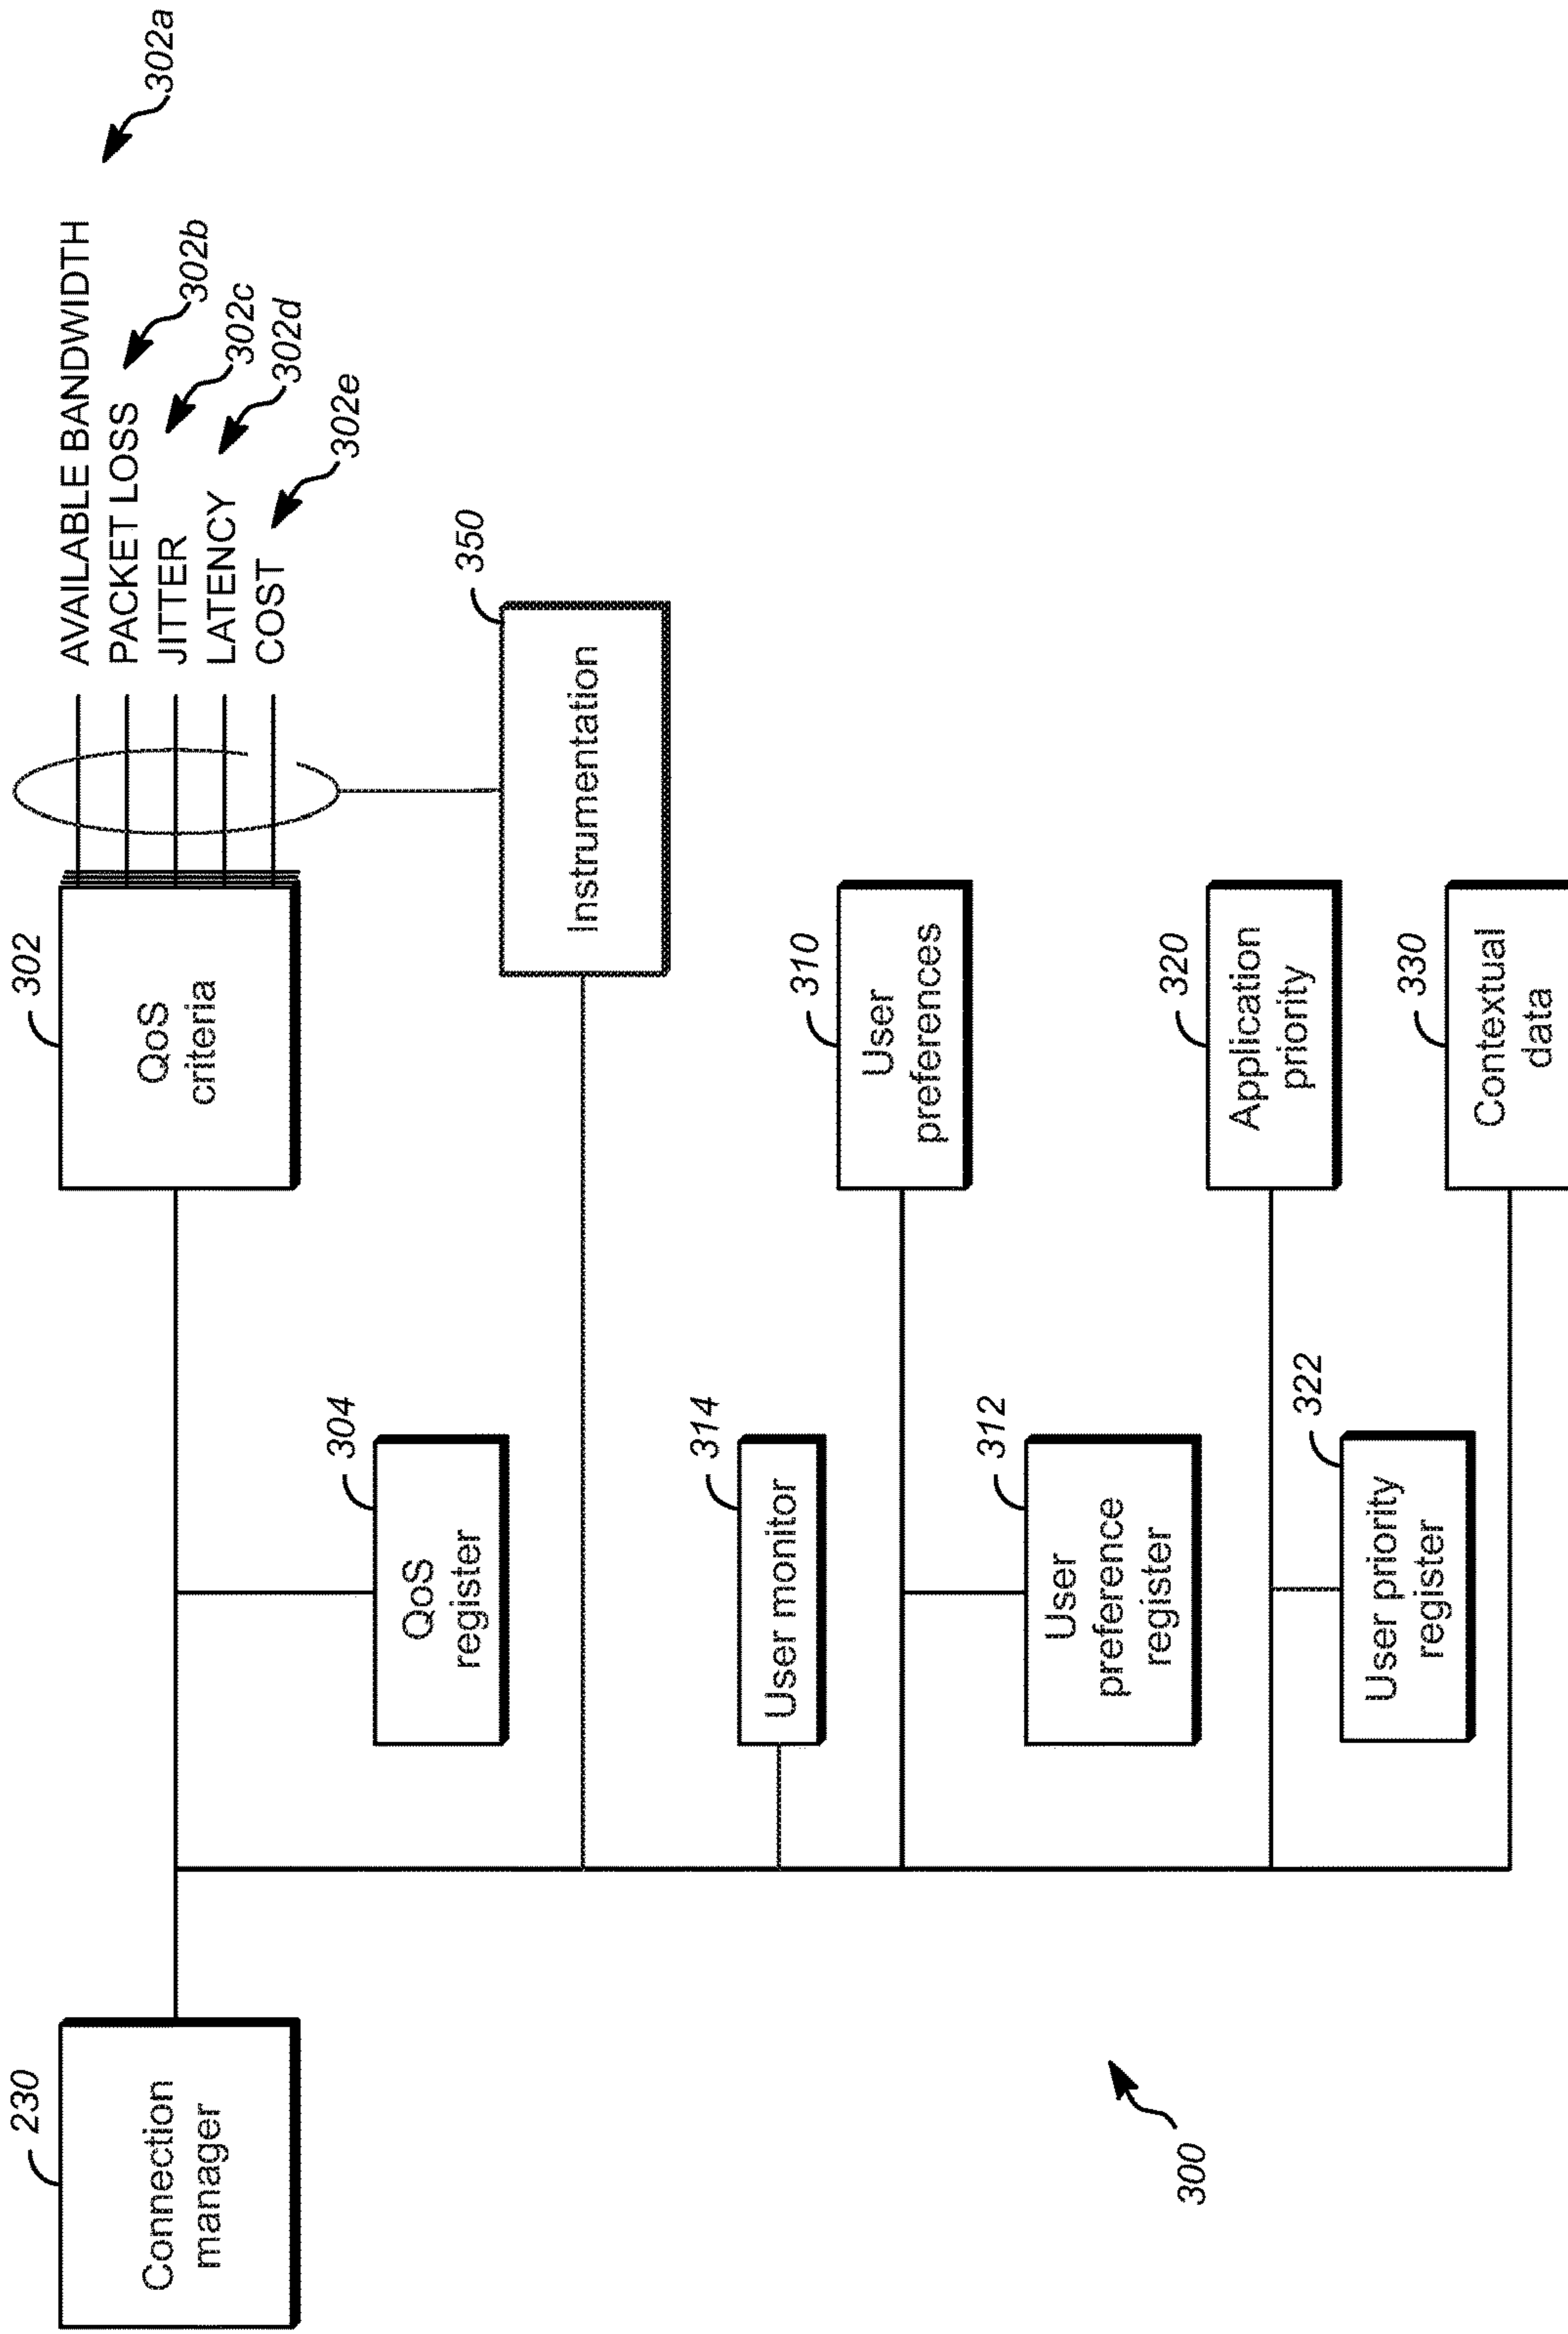 230
Connection
manager
302
QoS
criteria
AVAILABLE BANDWIDTH
302a
PACKET LOSS
302b
JITTER
302c
LATENCY
302d
COST
302e
304
QoS
register
350
Instrumentation
314
User monitor
310
User
preferences
312
User
preference
register
320
Application
priority
322
User priority
register
330
Contextual
data
300